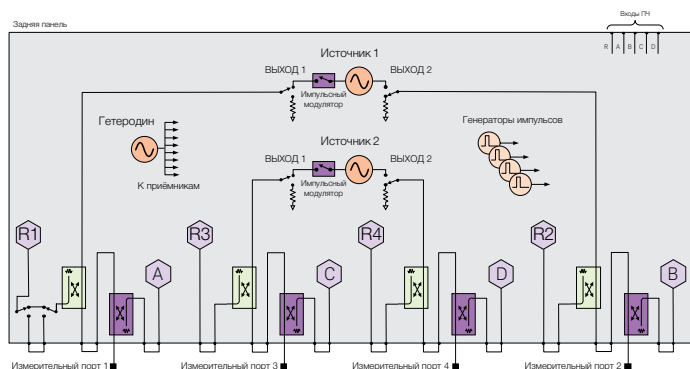 Задняя панель
Входы ПЧ
R A B C D
Источник 1
ВЫХОД 1
ВЫХОД 2
Импульсный
модулятор
Гетеродин
К приёмникам
Генераторы импульсов
Источник 2
ВЫХОД 1
ВЫХОД 2
Импульсный
модулятор
R1
R3
R4
R2
A
C
D
B
Измерительный порт 1
Измерительный порт 3
Измерительный порт 4
Измерительный порт 2